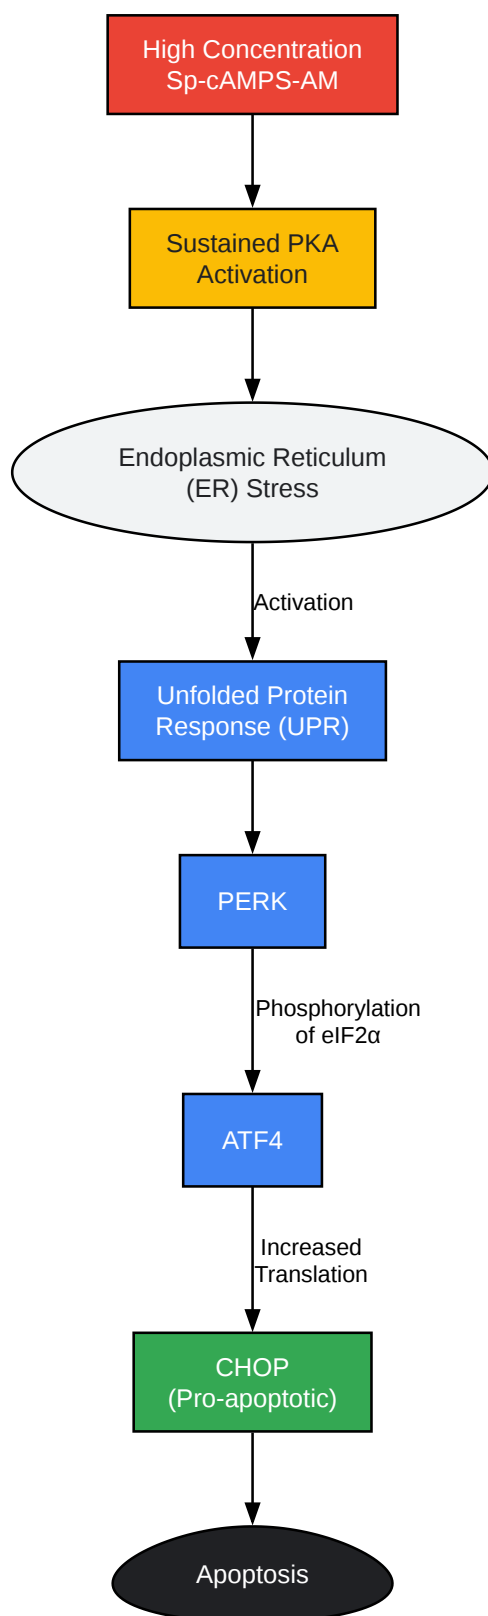 High Concentration
Sp-cAMPS-AM
Sustained PKA
Activation
Endoplasmic Reticulum
(ER) Stress
Activation
Unfolded Protein
Response (UPR)
PERK
Phosphorylation
of eIF2α
ATF4
Increased
Translation
CHOP
(Pro-apoptotic)
Apoptosis